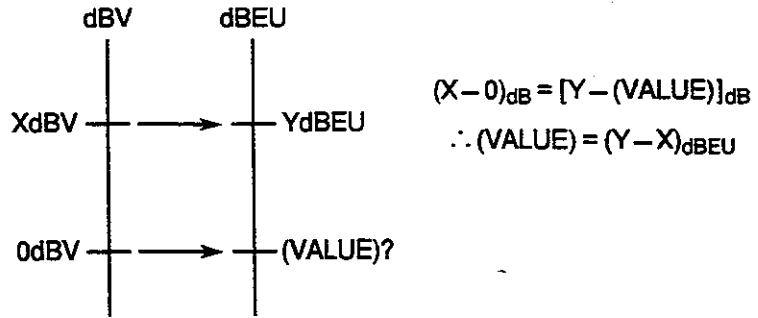 dBV dBEU
XdBV YdBEU
(X – 0)dB = [Y – (VALUE)]dB
∴ (VALUE) = (Y – X)dBEU
0dBV (VALUE)?